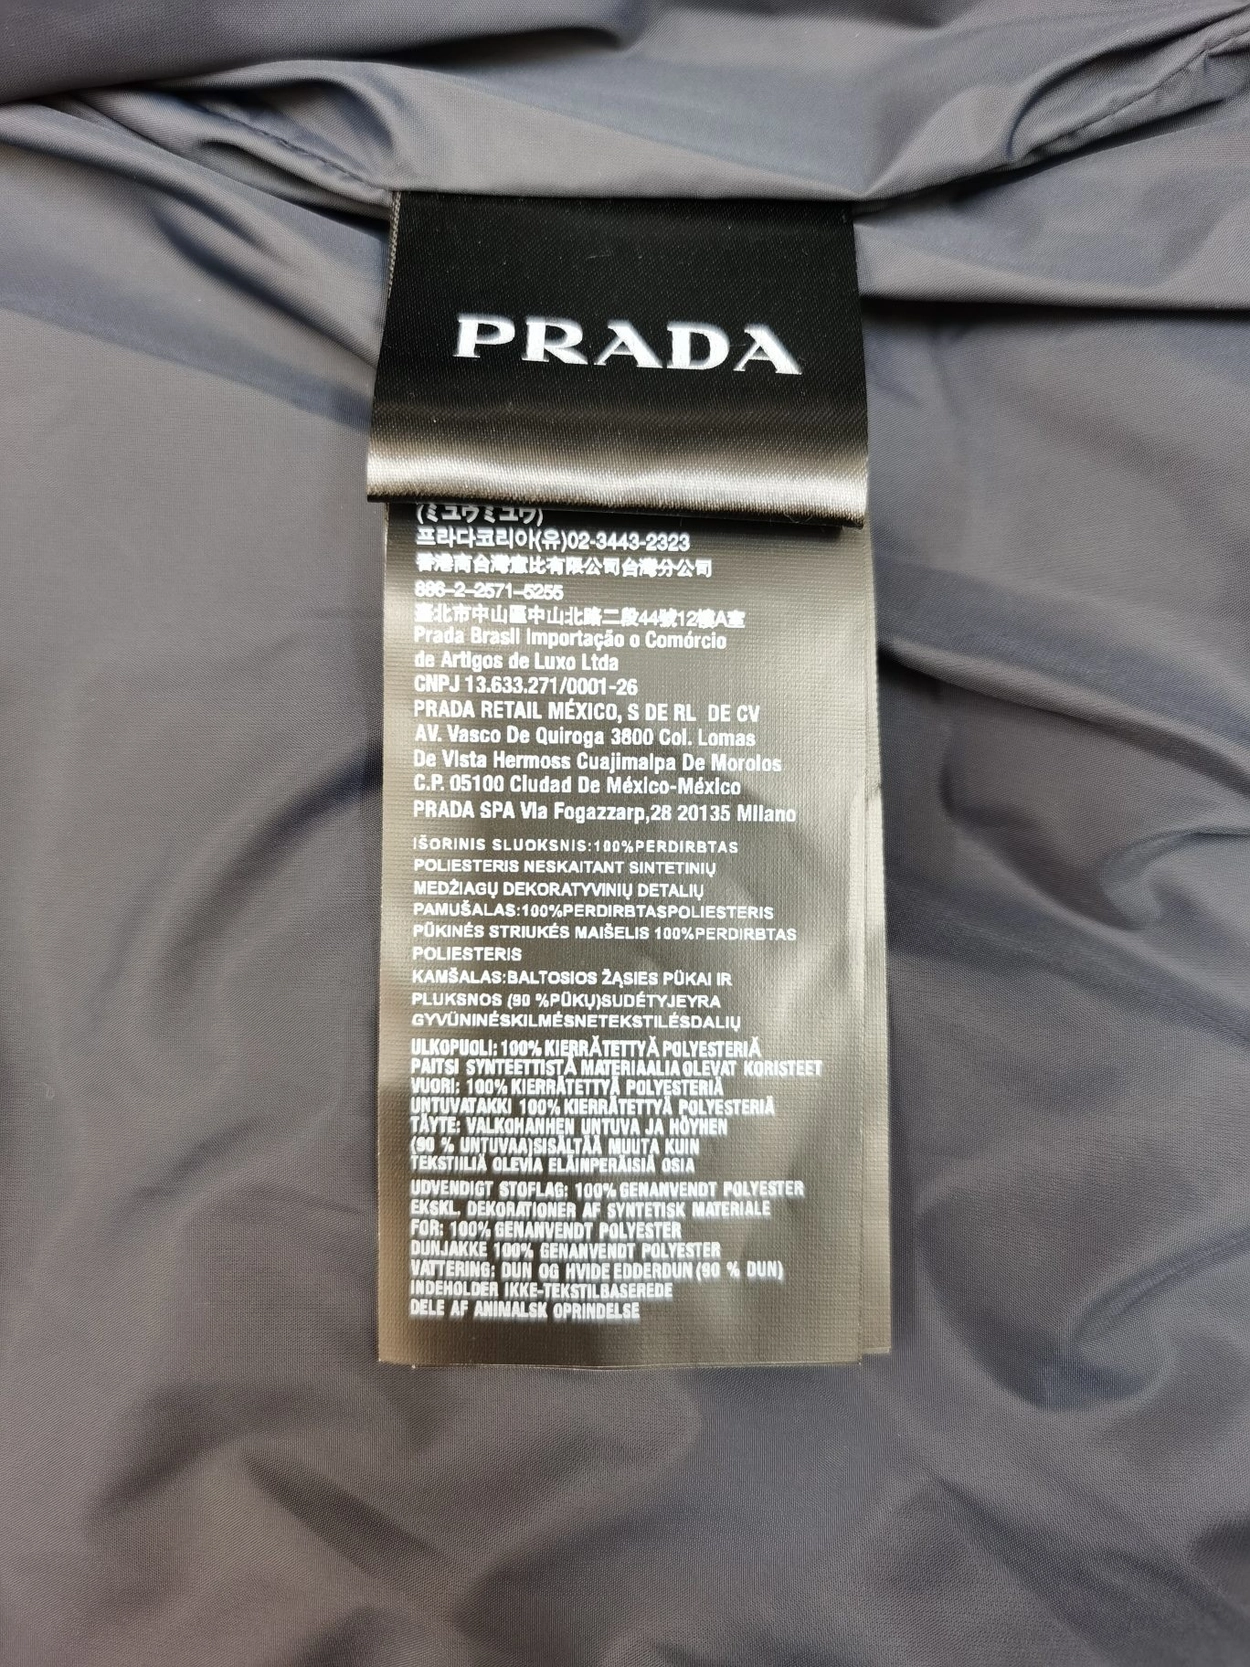 PRADA
(ミュウミュウ)
프라다코리아(유)02-3443-2323
香港商台灣意比有限公司台灣分公司
886-2-2571-5255
臺北市中山區中山北路二段44號12樓A室
Prada Brasil Importação o Comórcio
de Artigos de Luxo Ltda
CNPJ 13.633.271/0001-26
PRADA RETAIL MÉXICO, S DE RL DE CV
AV. Vasco De Quiroga 3800 Col. Lomas
De Vista Hermoss Cuajimalpa De Morolos
C.P. 05100 Ciudad De México-México
PRADA SPA Via Fogazzarp,28 20135 Milano
IŠORINIS SLUOKSNIS:100%PERDIRBTAS
POLIESTERIS NESKAITANT SINTETINIŲ
MEDŽIAGŲ DEKORATYVINIŲ DETALIŲ
PAMUŠALAS:100%PERDIRBTASPOLIESTERIS
PŪKINĖS STRIUKĖS MAIŠELIS 100%PERDIRBTAS
POLIESTERIS
KAMŠALAS:BALTOSIOS ŽĄSIES PŪKAI IR
PLUKSNOS (90 %PŪKŲ)SUDĖTYJEYRA
GYVŪNINĖSKILMĖSNETEKSTILĖSDALIŲ
ULKOPUOLI: 100% KIERRÄTETTYÄ POLYESTERIÄ
PAITSI SYNTEETTISTÄ MATERIAALIA OLEVAT KORISTEET
VUORI: 100% KIERRÄTETTYÄ POLYESTERIÄ
UNTUVATAKKI 100% KIERRÄTETTYÄ POLYESTERIÄ
TÄYTE: VALKOHANHEN UNTUVA JA HÖYHEN
(90 % UNTUVAA)SISÄLTÄÄ MUUTA KUIN
TEKSTIILIÄ OLEVIA ELÄINPERÄISIÄ OSIA
UDVENDIGT STOFLAG: 100% GENANVENDT POLYESTER
EKSKL. DEKORATIONER AF SYNTETISK MATERIALE
FOR: 100% GENANVENDT POLYESTER
DUNJAKKE 100% GENANVENDT POLYESTER
VATTERING: DUN OG HVIDE EDDERDUN (90 % DUN)
INDEHOLDER IKKE-TEKSTILBASEREDE
DELE AF ANIMALSK OPRINDELSE